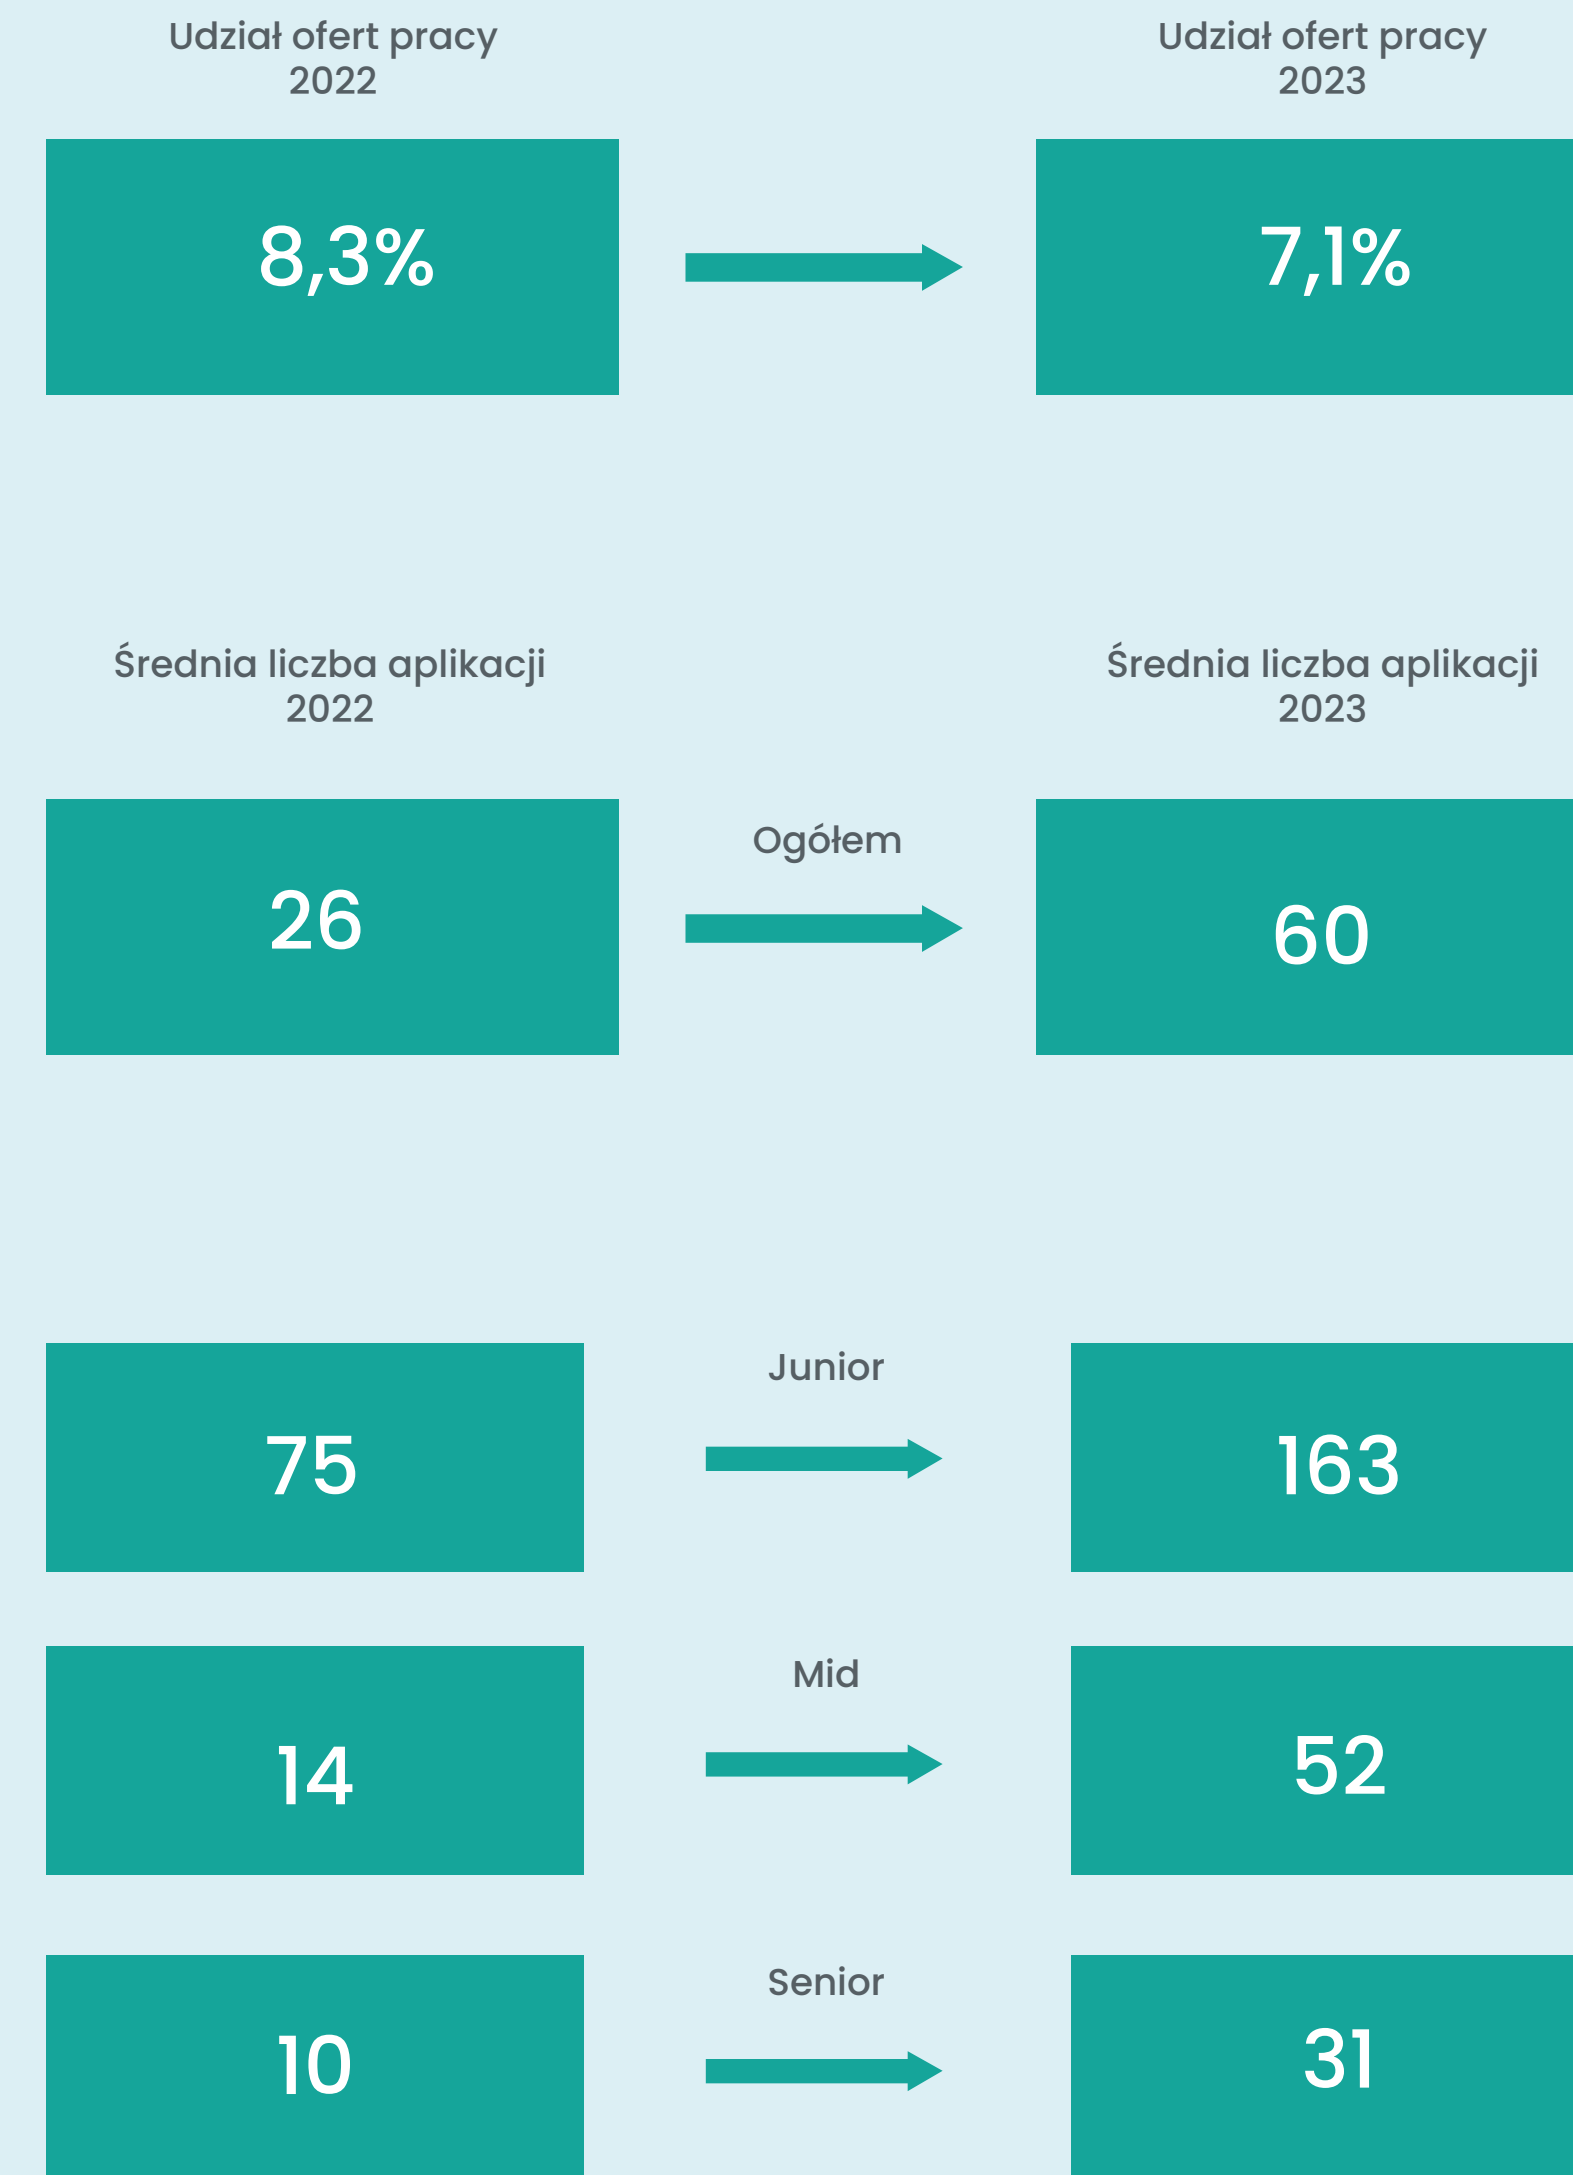 Udział ofert pracy
2022
Udział ofert pracy
2023
8,3%
7,1%
Średnia liczba aplikacji
2022
Średnia liczba aplikacji
2023
Ogółem
26
60
Junior
75
163
Mid
14
52
Senior
10
31